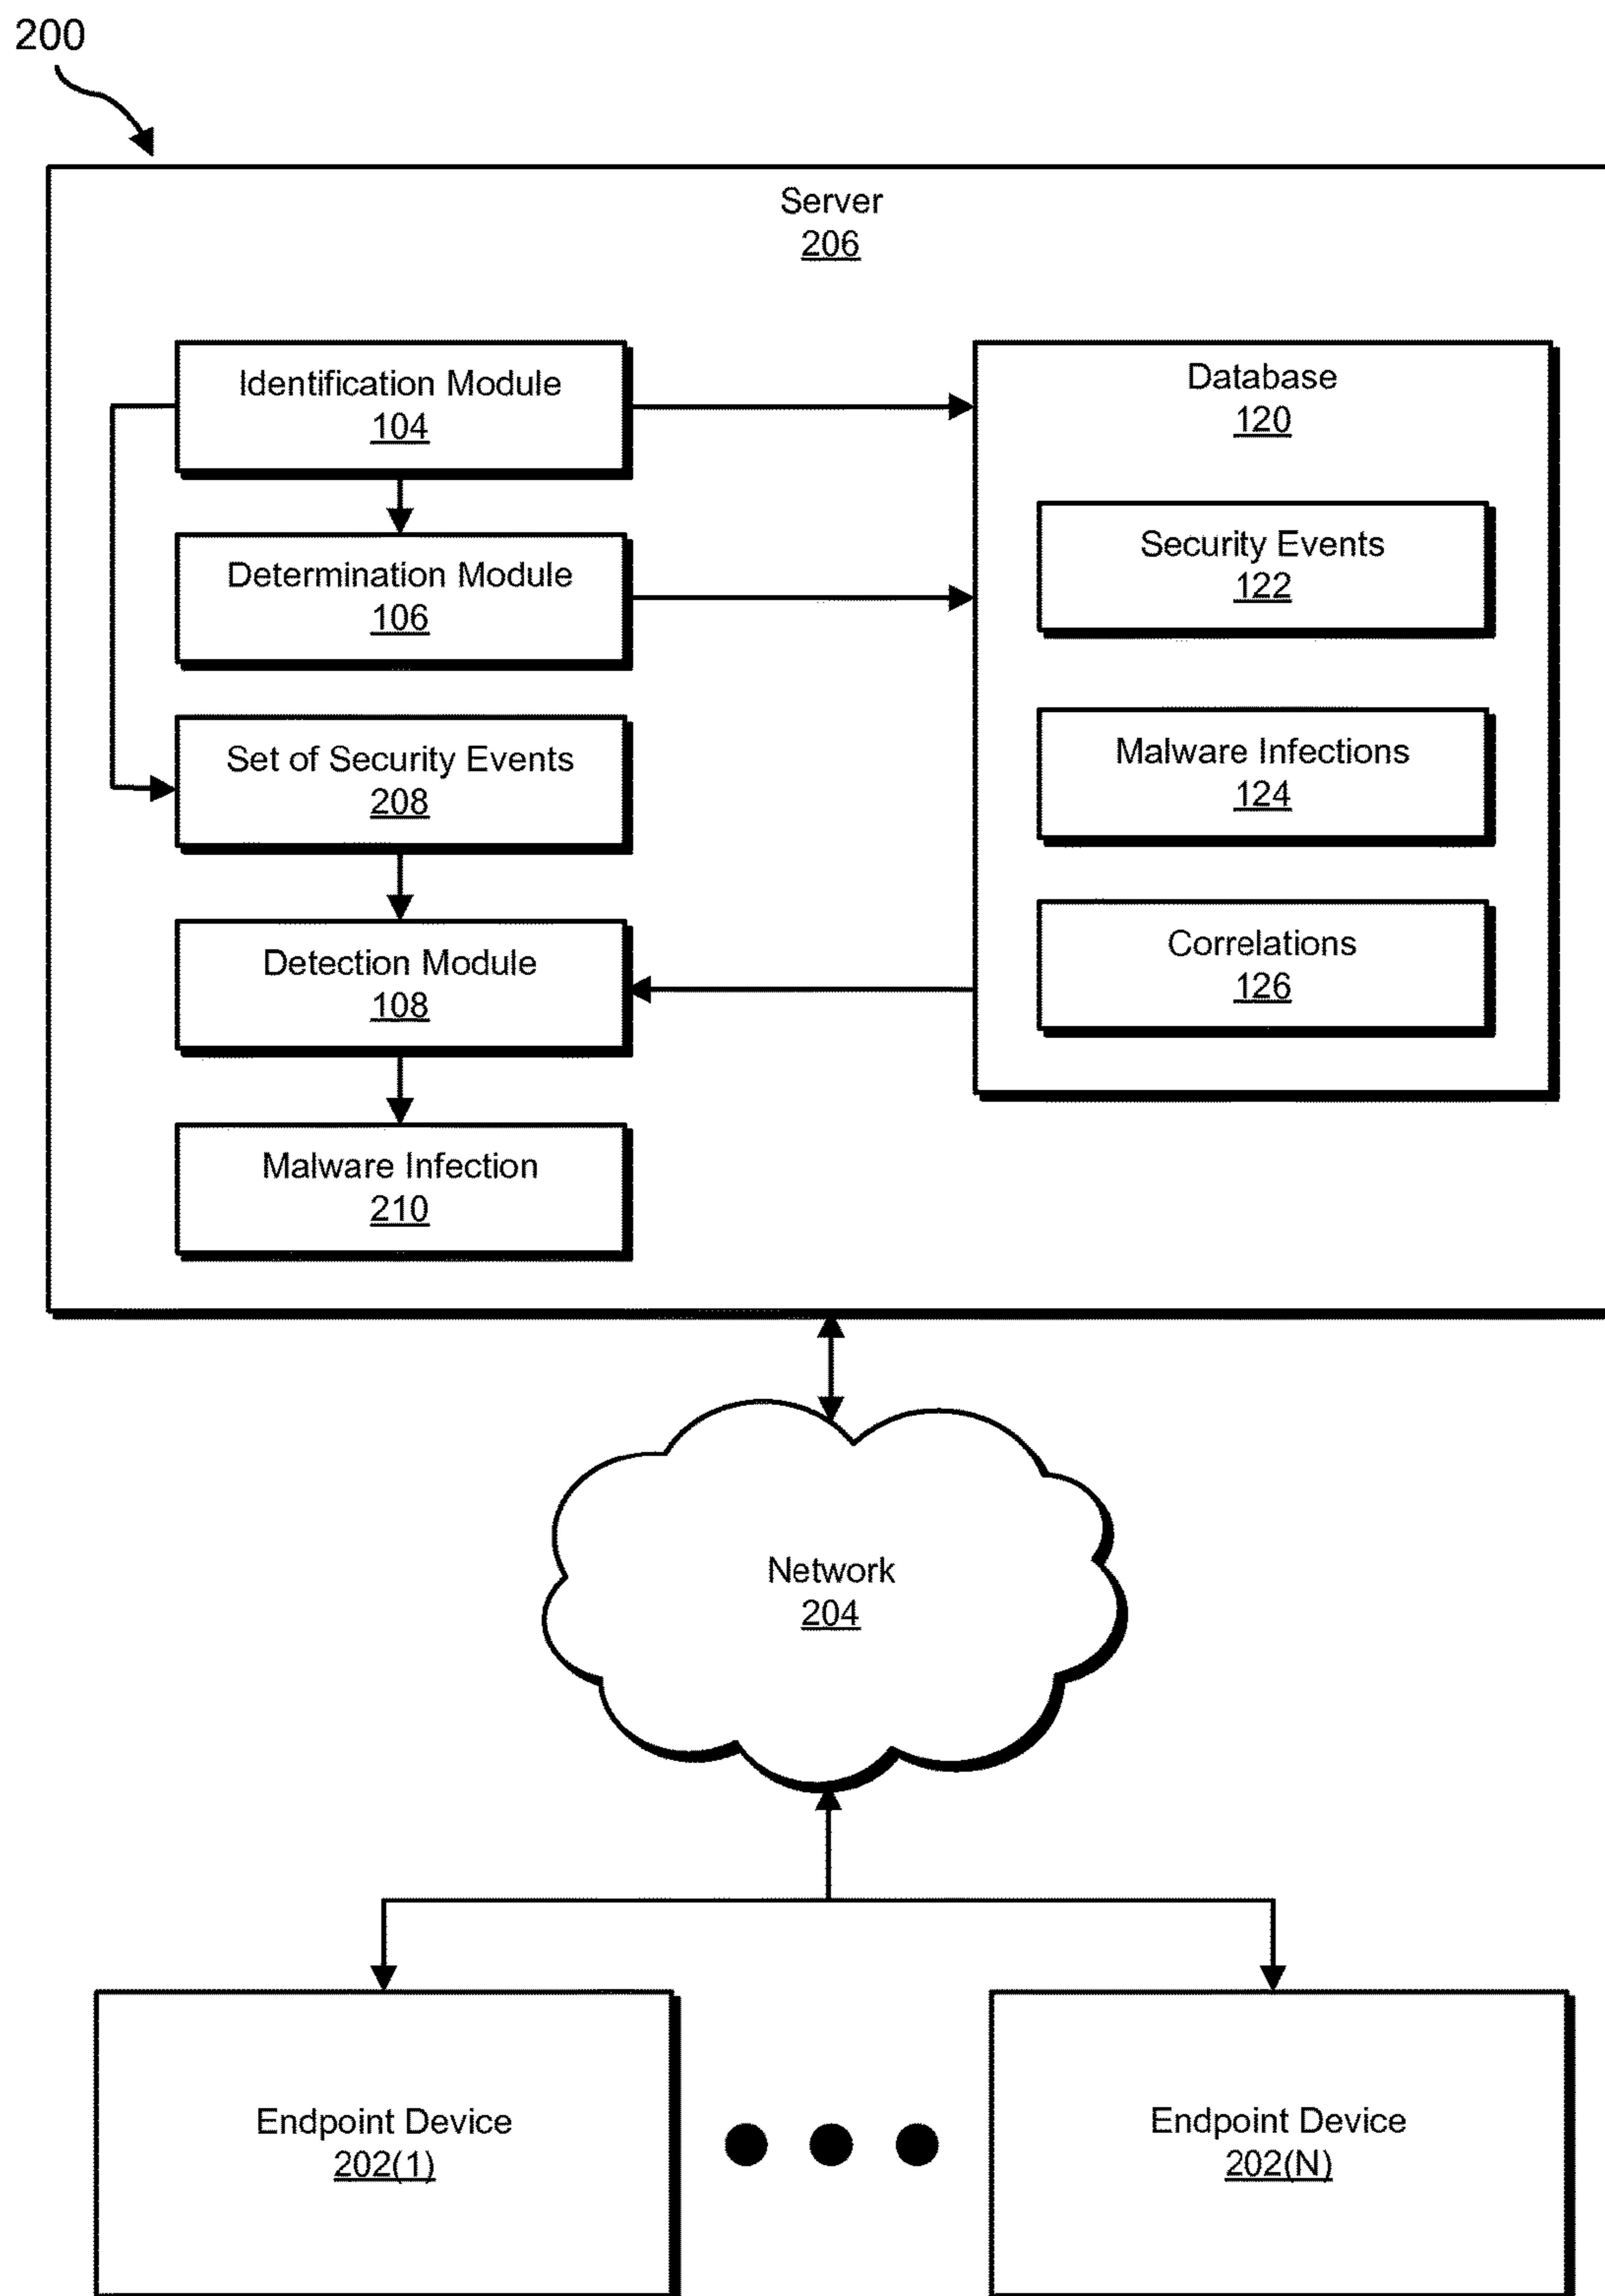 200
Server
206
Identification Module
104
Determination Module
106
Set of Security Events
208
Detection Module
108
Malware Infection
210
Database
120
Security Events
122
Malware Infections
124
Correlations
126
Network
204
Endpoint Device
202(1)
Endpoint Device
202(N)